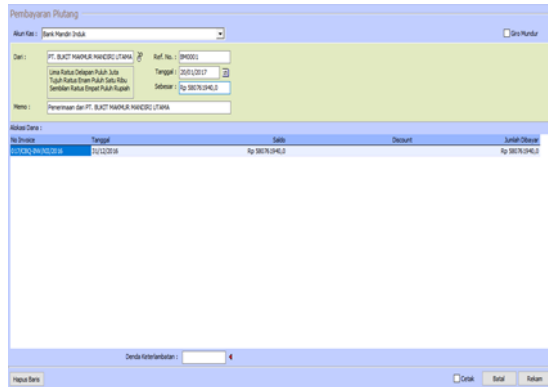 Pembayaran Piutang
Akun Kas : Bank Mandiri Induk Giro Mundur
Dari : PT. BUKIT MAKMUR MANDIRI UTAMA Ref. No. : BM0001
Lima Ratus Delapan Puluh Juta Tanggal : 20/01/2017
Tujuh Ratus Enam Puluh Satu Ribu
Sembilan Ratus Empat Puluh Rupiah Sebesar : Rp 580761940,0
Memo : Penerimaan dari PT. BUKIT MAKMUR MANDIRI UTAMA
Alokasi Dana :
No Invoice Tanggal Saldo Discount Jumlah Dibayar
31/12/2016 Rp 580761940,0 Rp 580761940,0
Denda Keterlambatan :
Hapus Baris Cetak Batal Rekam